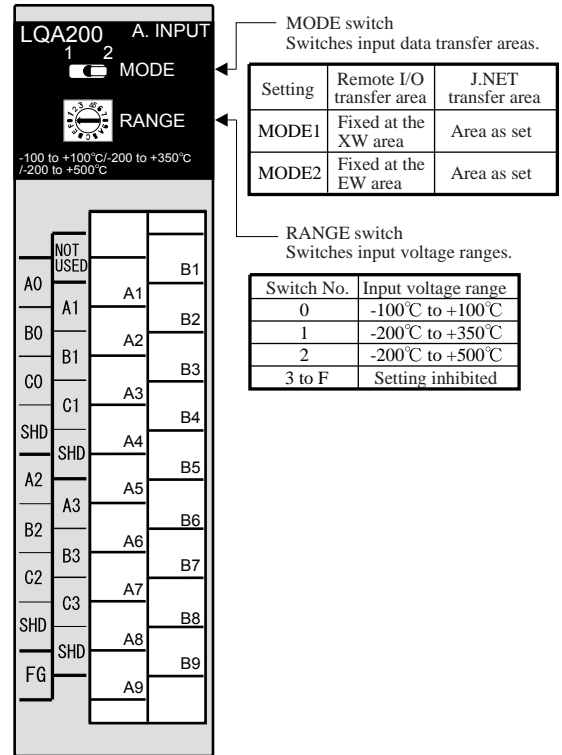 LQA200 A. INPUT
1 2
MODE
RANGE
-100 to +100℃/-200 to +350℃
/-200 to +500℃
MODE switch
Switches input data transfer areas.
Setting Remote I/O transfer area J.NET transfer area
MODE1 Fixed at the XW area Area as set
MODE2 Fixed at the EW area Area as set
RANGE switch
Switches input voltage ranges.
Switch No. Input voltage range
0 -100℃ to +100℃
1 -200℃ to +350℃
2 -200℃ to +500℃
3 to F Setting inhibited
NOT
USED
A0
A1
B0
B1
C0
C1
SHD
SHD
A2
A3
B2
B3
C2
C3
SHD
SHD
FG
A1
A2
A3
A4
A5
A6
A7
A8
A9
B1
B2
B3
B4
B5
B6
B7
B8
B9